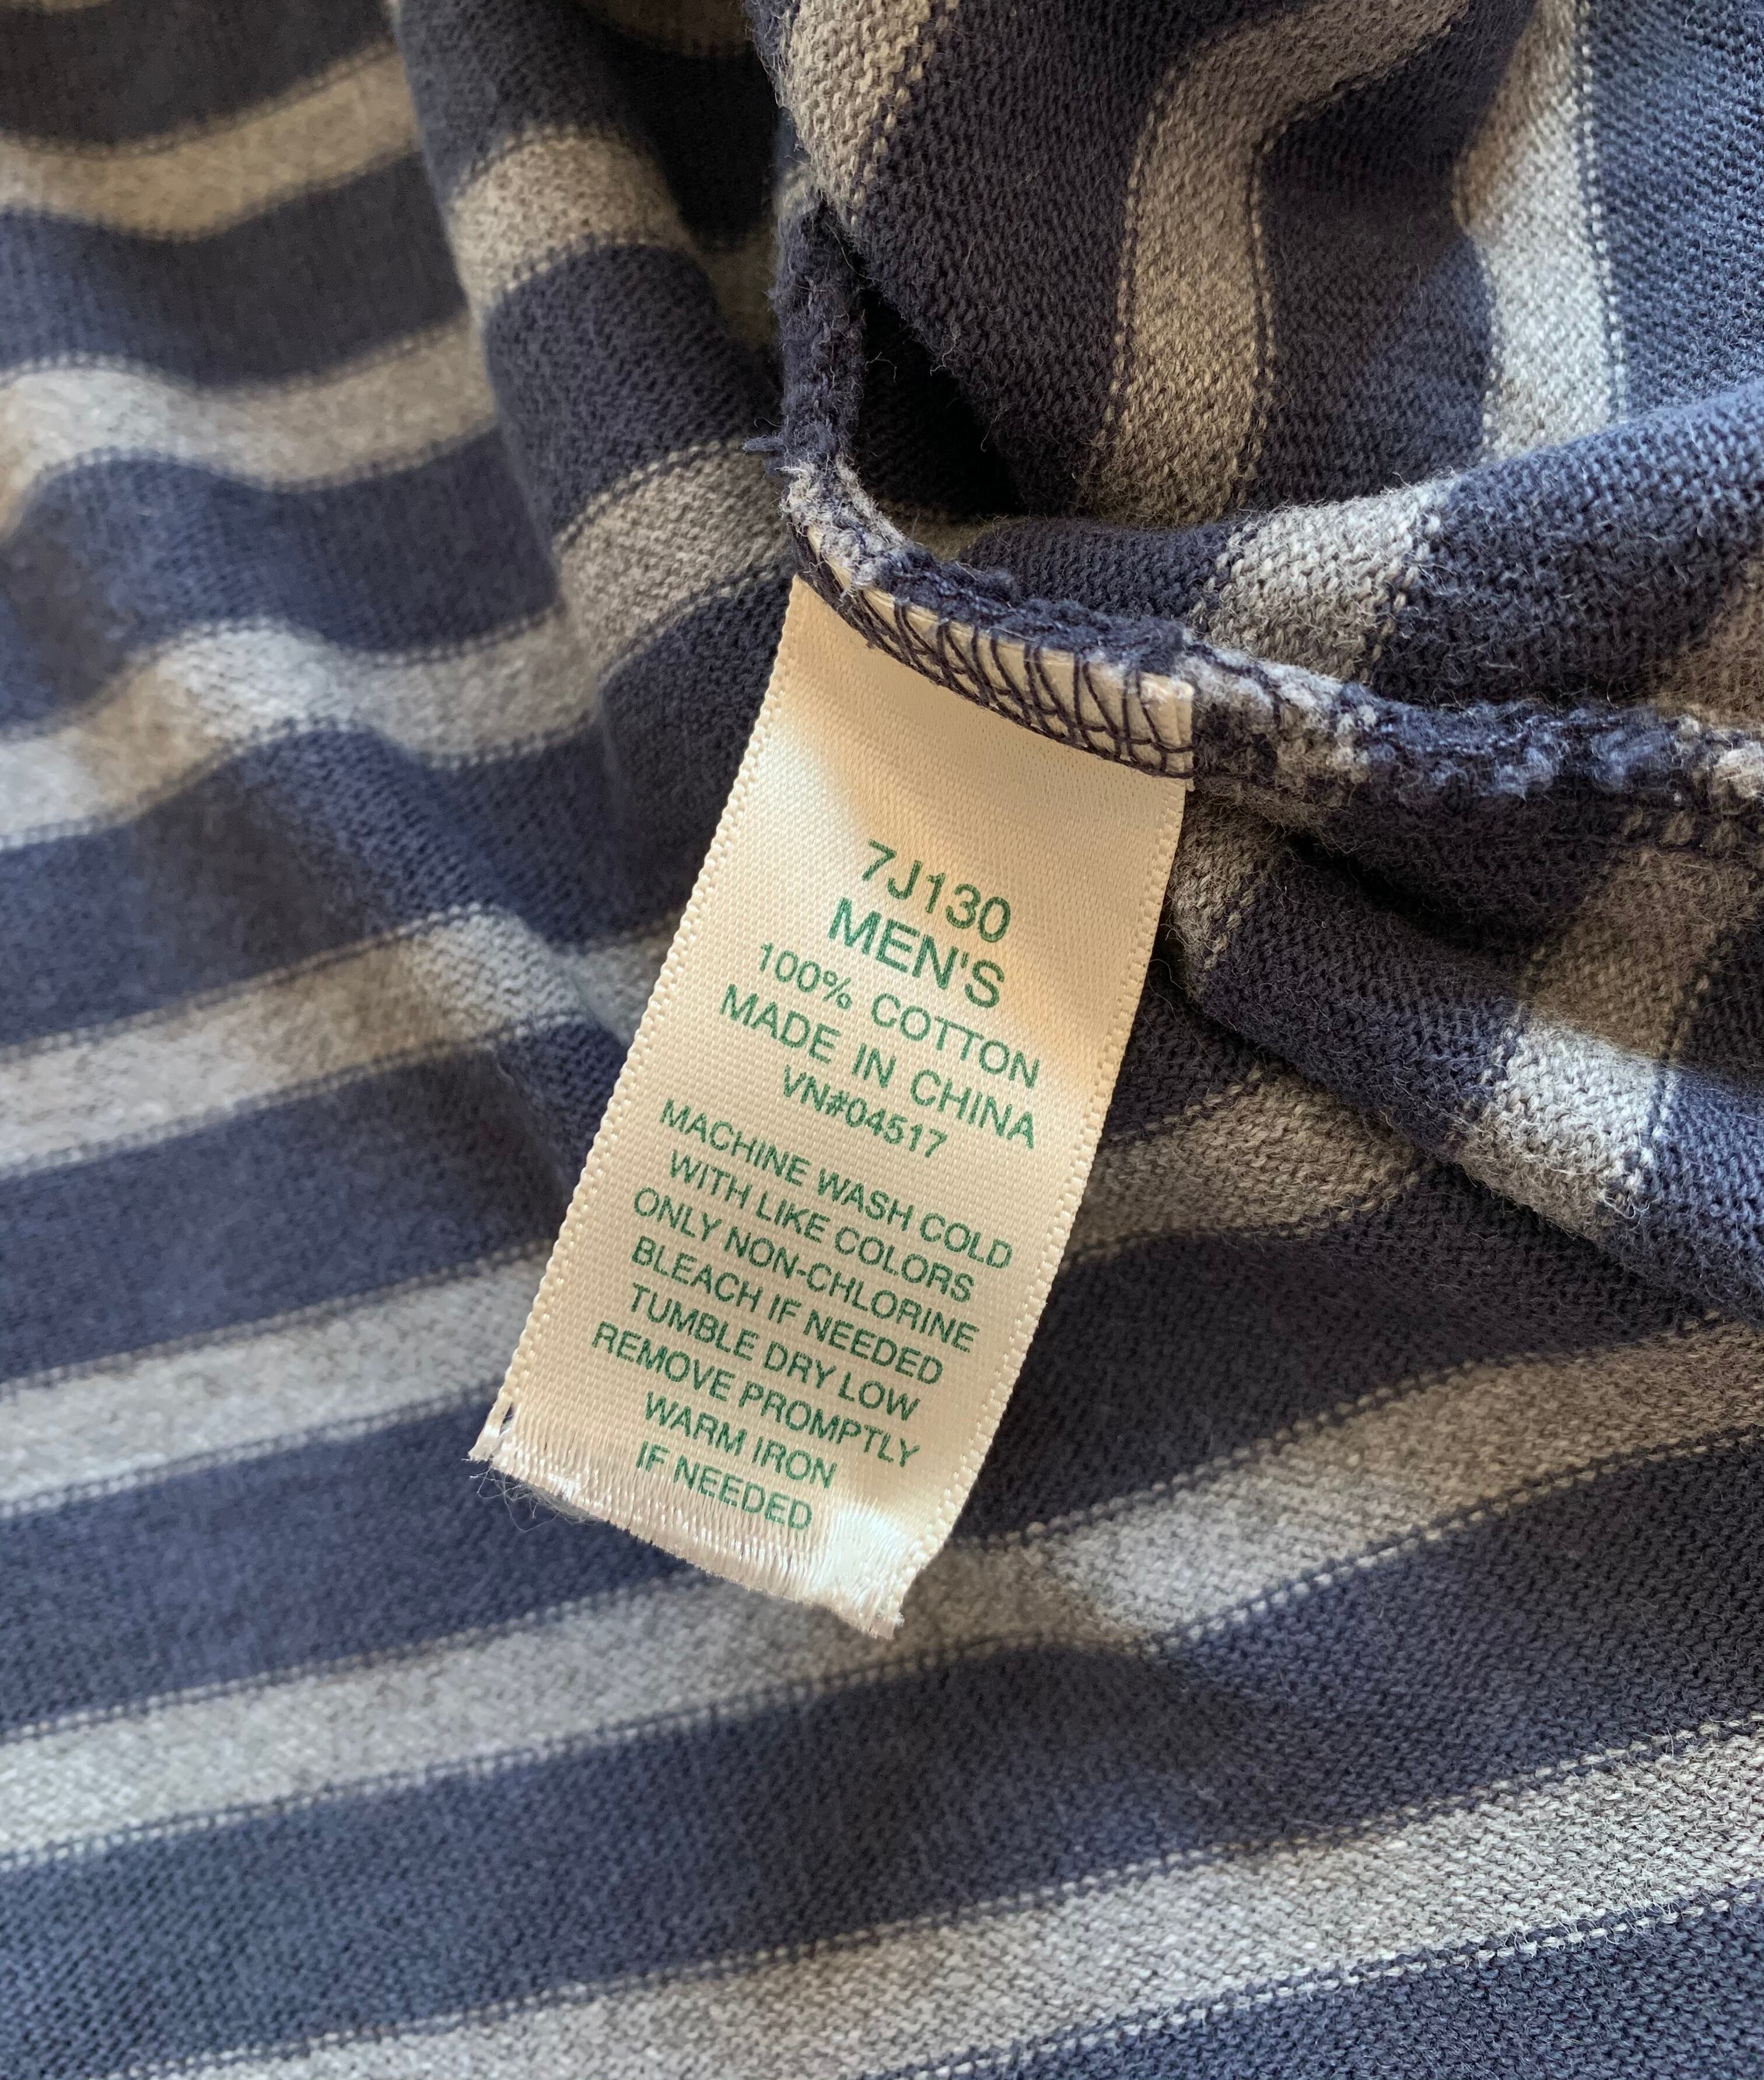 7J130
MEN'S
100% COTTON
MADE IN CHINA
VN#04517
MACHINE WASH COLD
WITH LIKE COLORS
ONLY NON-CHLORINE
BLEACH IF NEEDED
TUMBLE DRY LOW
REMOVE PROMPTLY
WARM IRON
IF NEEDED